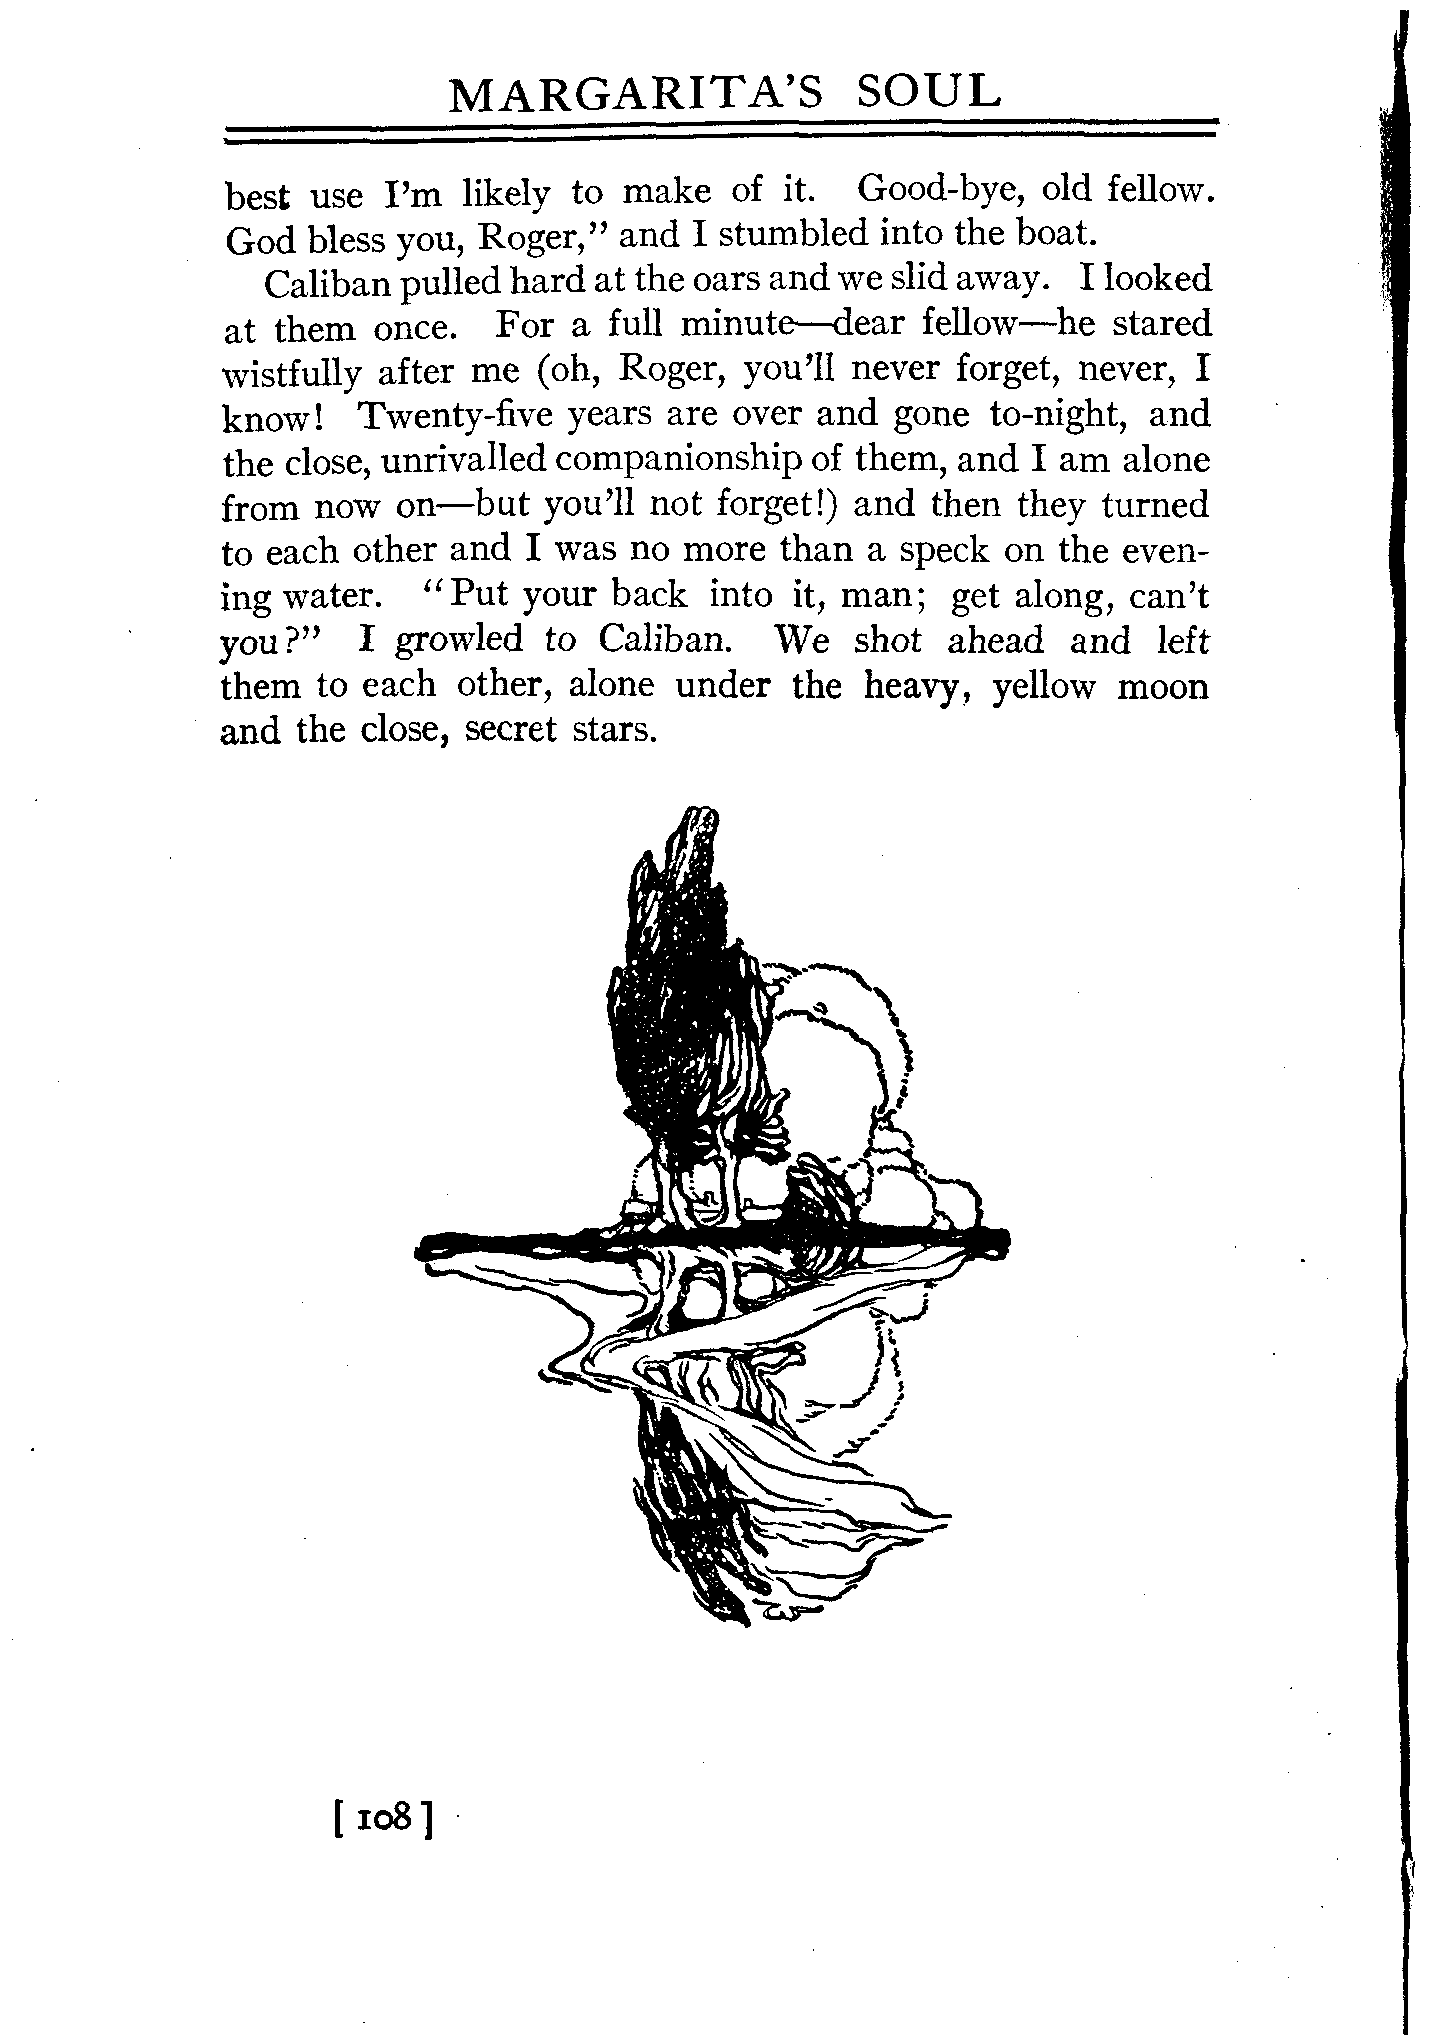 MARGARITA'S SOUL
best use I'm likely to make of it. Good-bye, old fellow.
God bless you, Roger," and I stumbled into the boat.
Caliban pulled hard at the oars and we slid away. I looked
at them once. For a full minute—dear fellow—he stared
wistfully after me (oh, Roger, you'll never forget, never, I
know! Twenty-five years are over and gone to-night, and
the close, unrivalled companionship of them, and I am alone
from now on—but you'll not forget!) and then they turned
to each other and I was no more than a speck on the even-
ing water. "Put your back into it, man; get along, can't
you?" I growled to Caliban. We shot ahead and left
them to each other, alone under the heavy, yellow moon
and the close, secret stars.
[ 108 ]